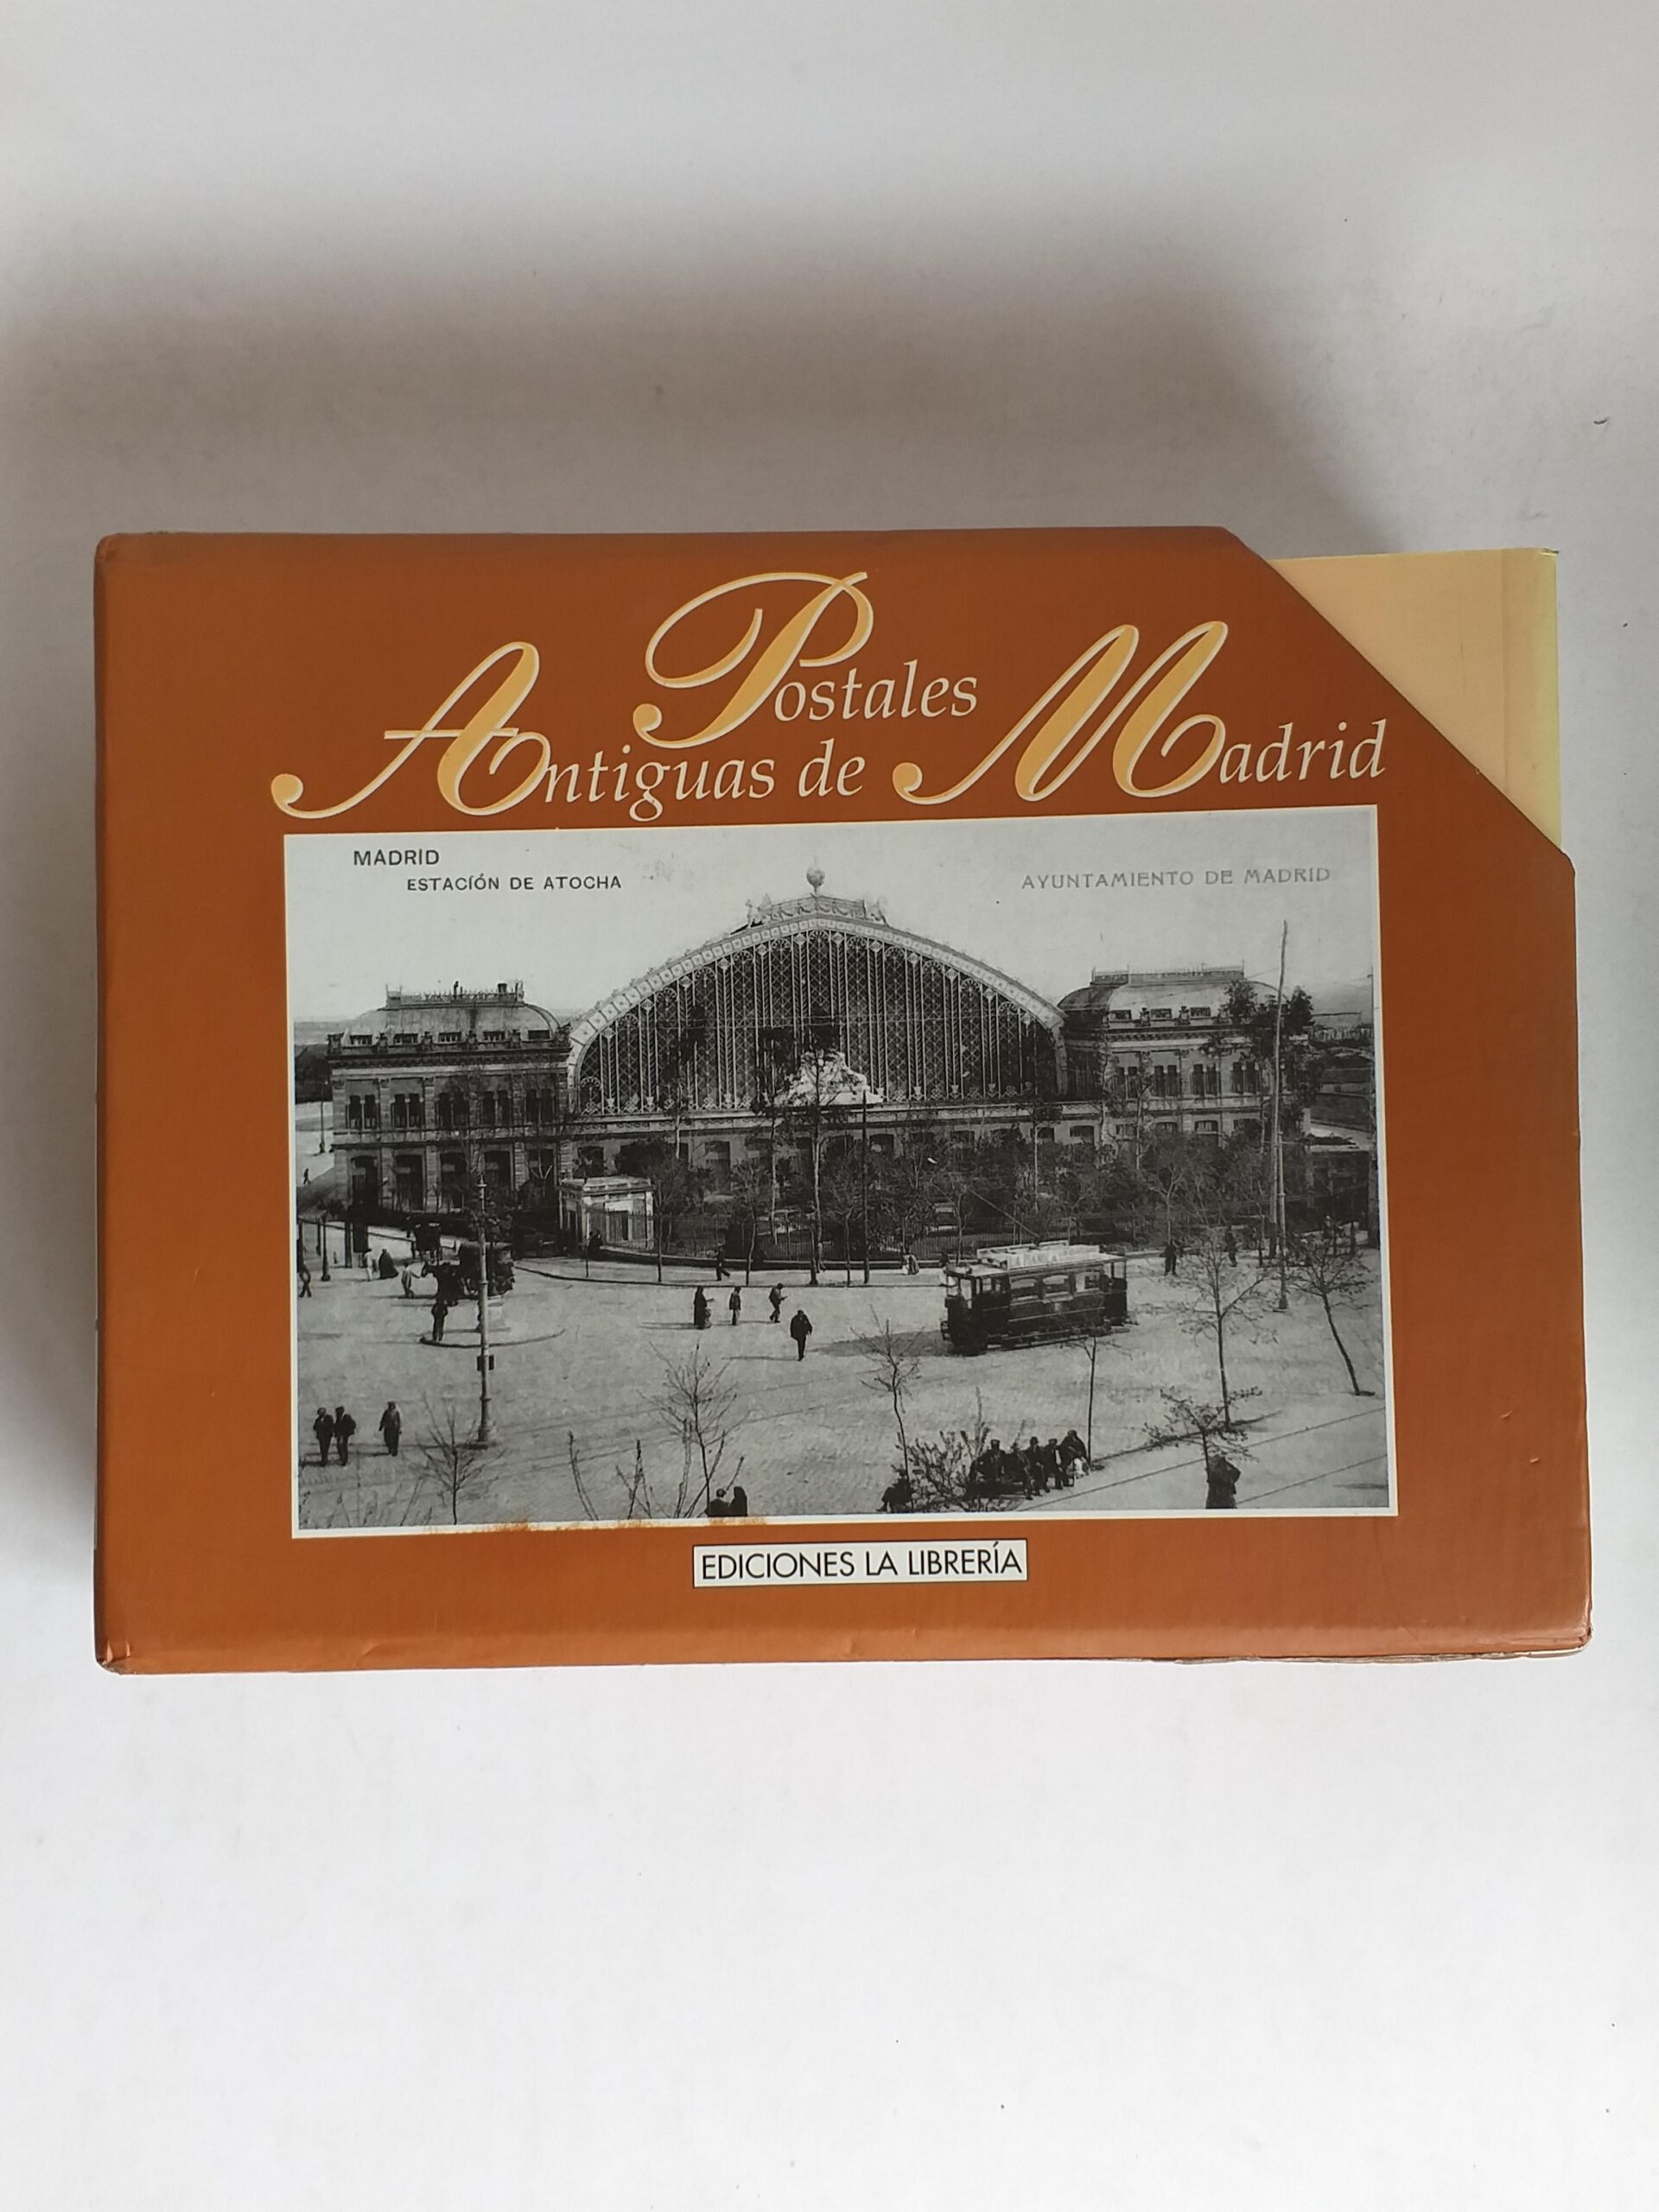 Postales
Antiguas de Madrid
MADRID
ESTACIÓN DE ATOCHA
AYUNTAMIENTO DE MADRID
EDICIONES LA LIBRERÍA